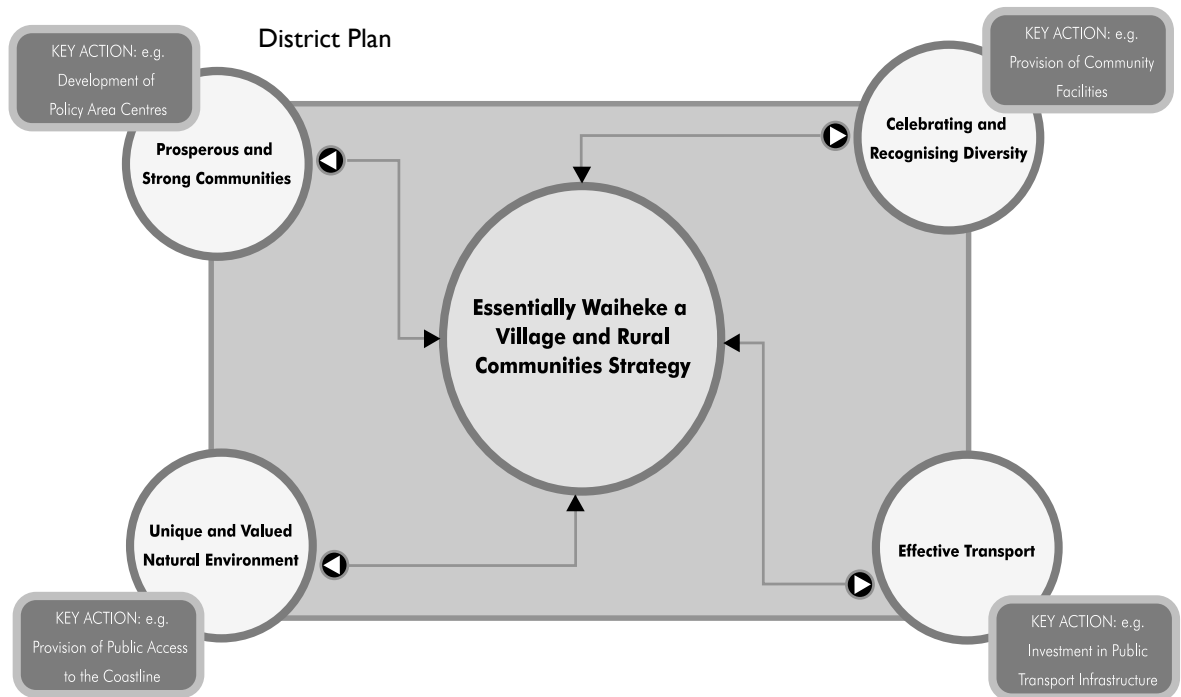 District Plan
KEY ACTION: e.g.
Development of
Policy Area Centres
KEY ACTION: e.g.
Provision of Community
Facilities
Prosperous and
Strong Communities
Celebrating and
Recognising Diversity
Essentially Waiheke a
Village and Rural
Communities Strategy
Unique and Valued
Natural Environment
Effective Transport
KEY ACTION: e.g.
Provision of Public Access
to the Coastline
KEY ACTION: e.g.
Investment in Public
Transport Infrastructure